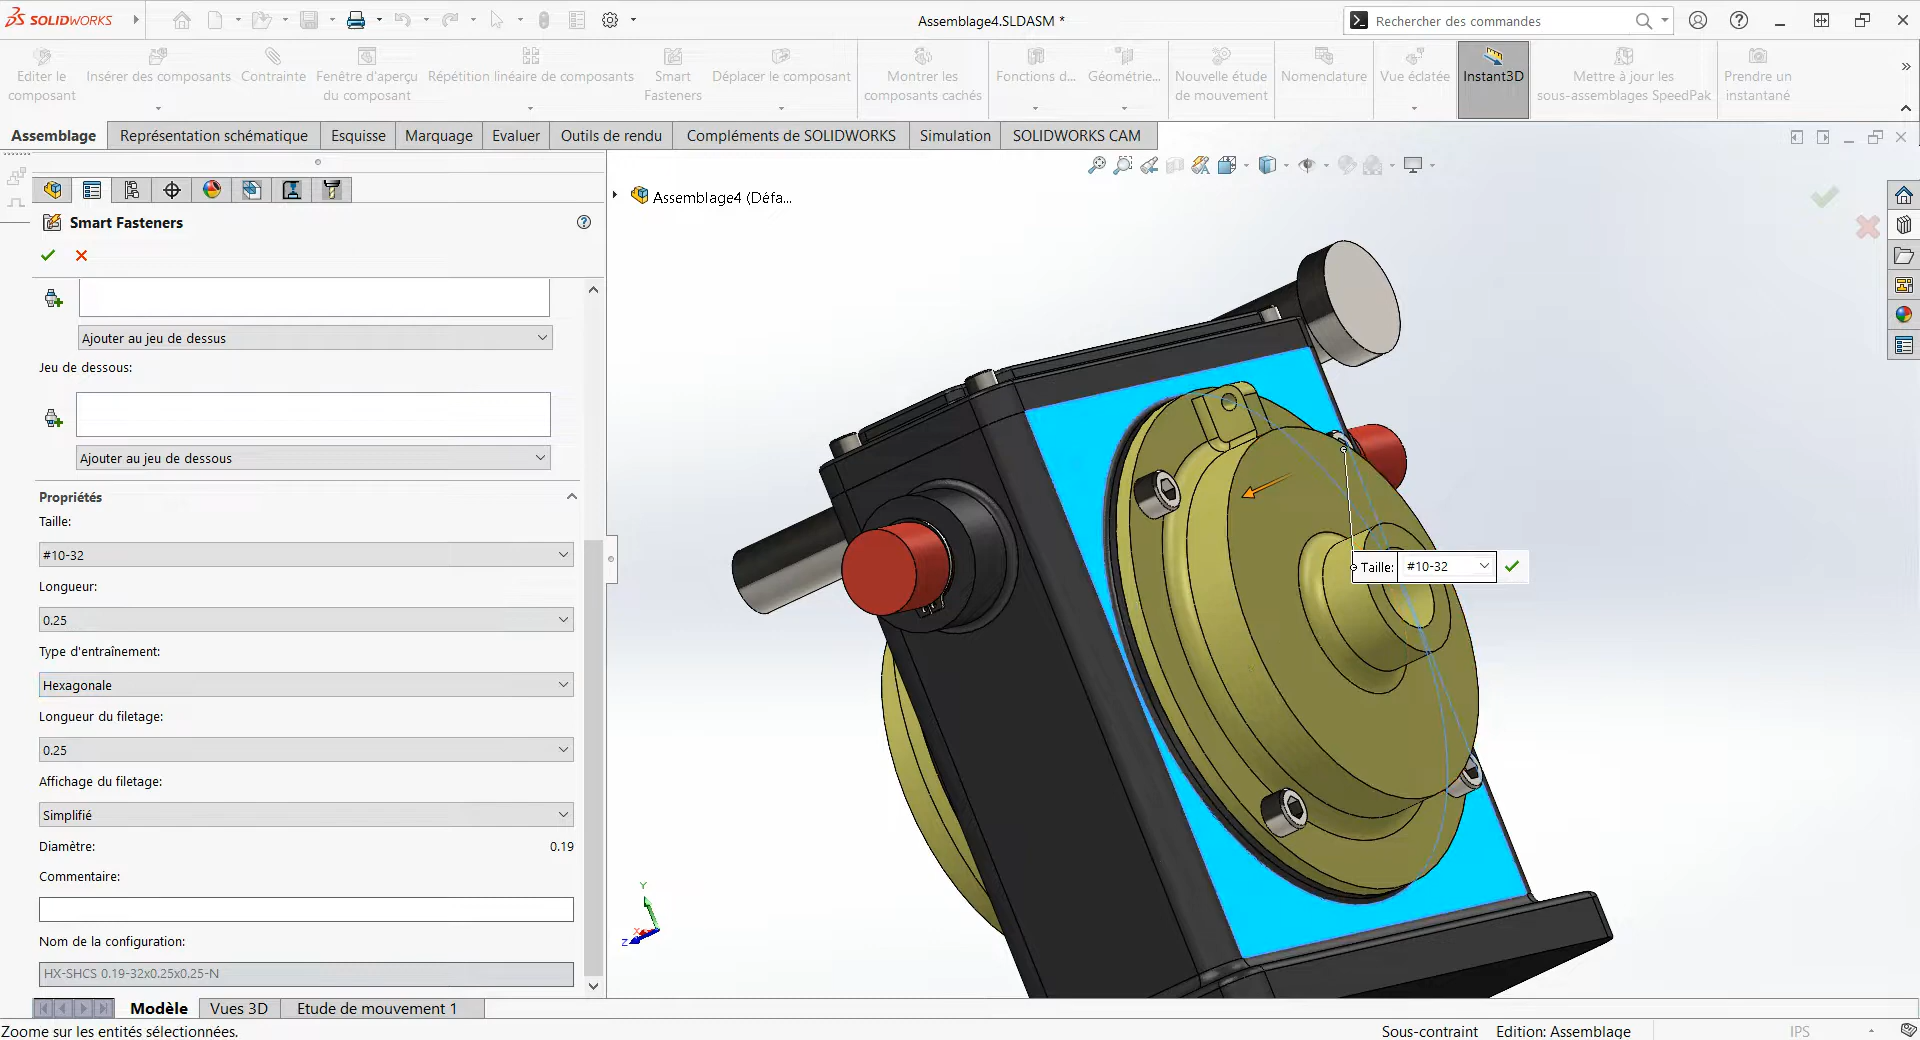 SOLIDWORKS
Assemblage4.SLDASM *
Rechercher des commandes
Editer le composant
Insérer des composants
Contrainte
Fenêtre d'aperçu du composant
Répétition linéaire de composants
Smart Fasteners
Déplacer le composant
Montrer les composants cachés
Fonctions d...
Géométrie...
Nouvelle étude de mouvement
Nomenclature
Vue éclatée
Instant3D
Mettre à jour les sous-assemblages SpeedPak
Prendre un instantané
Assemblage
Représentation schématique
Esquisse
Marquage
Evaluer
Outils de rendu
Compléments de SOLIDWORKS
Simulation
SOLIDWORKS CAM
Assemblage4 (Défa...
Smart Fasteners
Ajouter au jeu de dessus
Jeu de dessous:
Ajouter au jeu de dessous
Propriétés
Taille:
#10-32
Longueur:
0.25
Type d'entraînement:
Hexagonale
Longueur du filetage:
0.25
Affichage du filetage:
Simplifié
Diamètre: 0.19
Commentaire:
Nom de la configuration:
HX-SHCS 0.19-32x0.25x0.25-N
Taille: #10-32
Y
X
Z
Modèle
Vues 3D
Etude de mouvement 1
Zoome sur les entités sélectionnées.
Sous-contraint
Edition: Assemblage
IPS